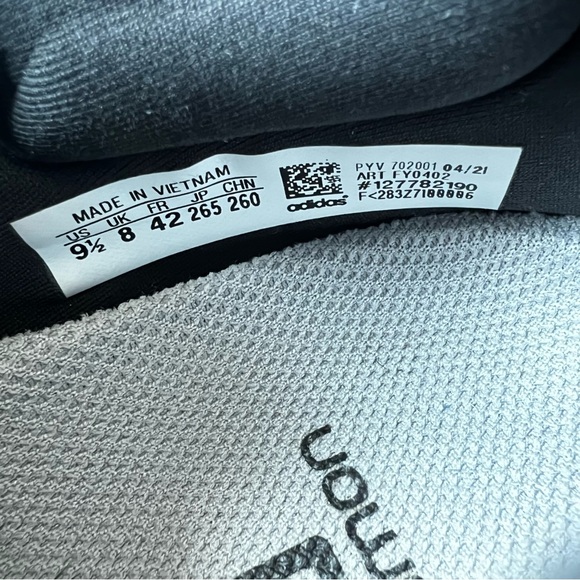 MADE IN VIETNAM
US UK FR JP CHN
9½ 8 42 265 260
adidas
PYV 702001 04/21
ART FY0402
#127782190
F<283Z7100006